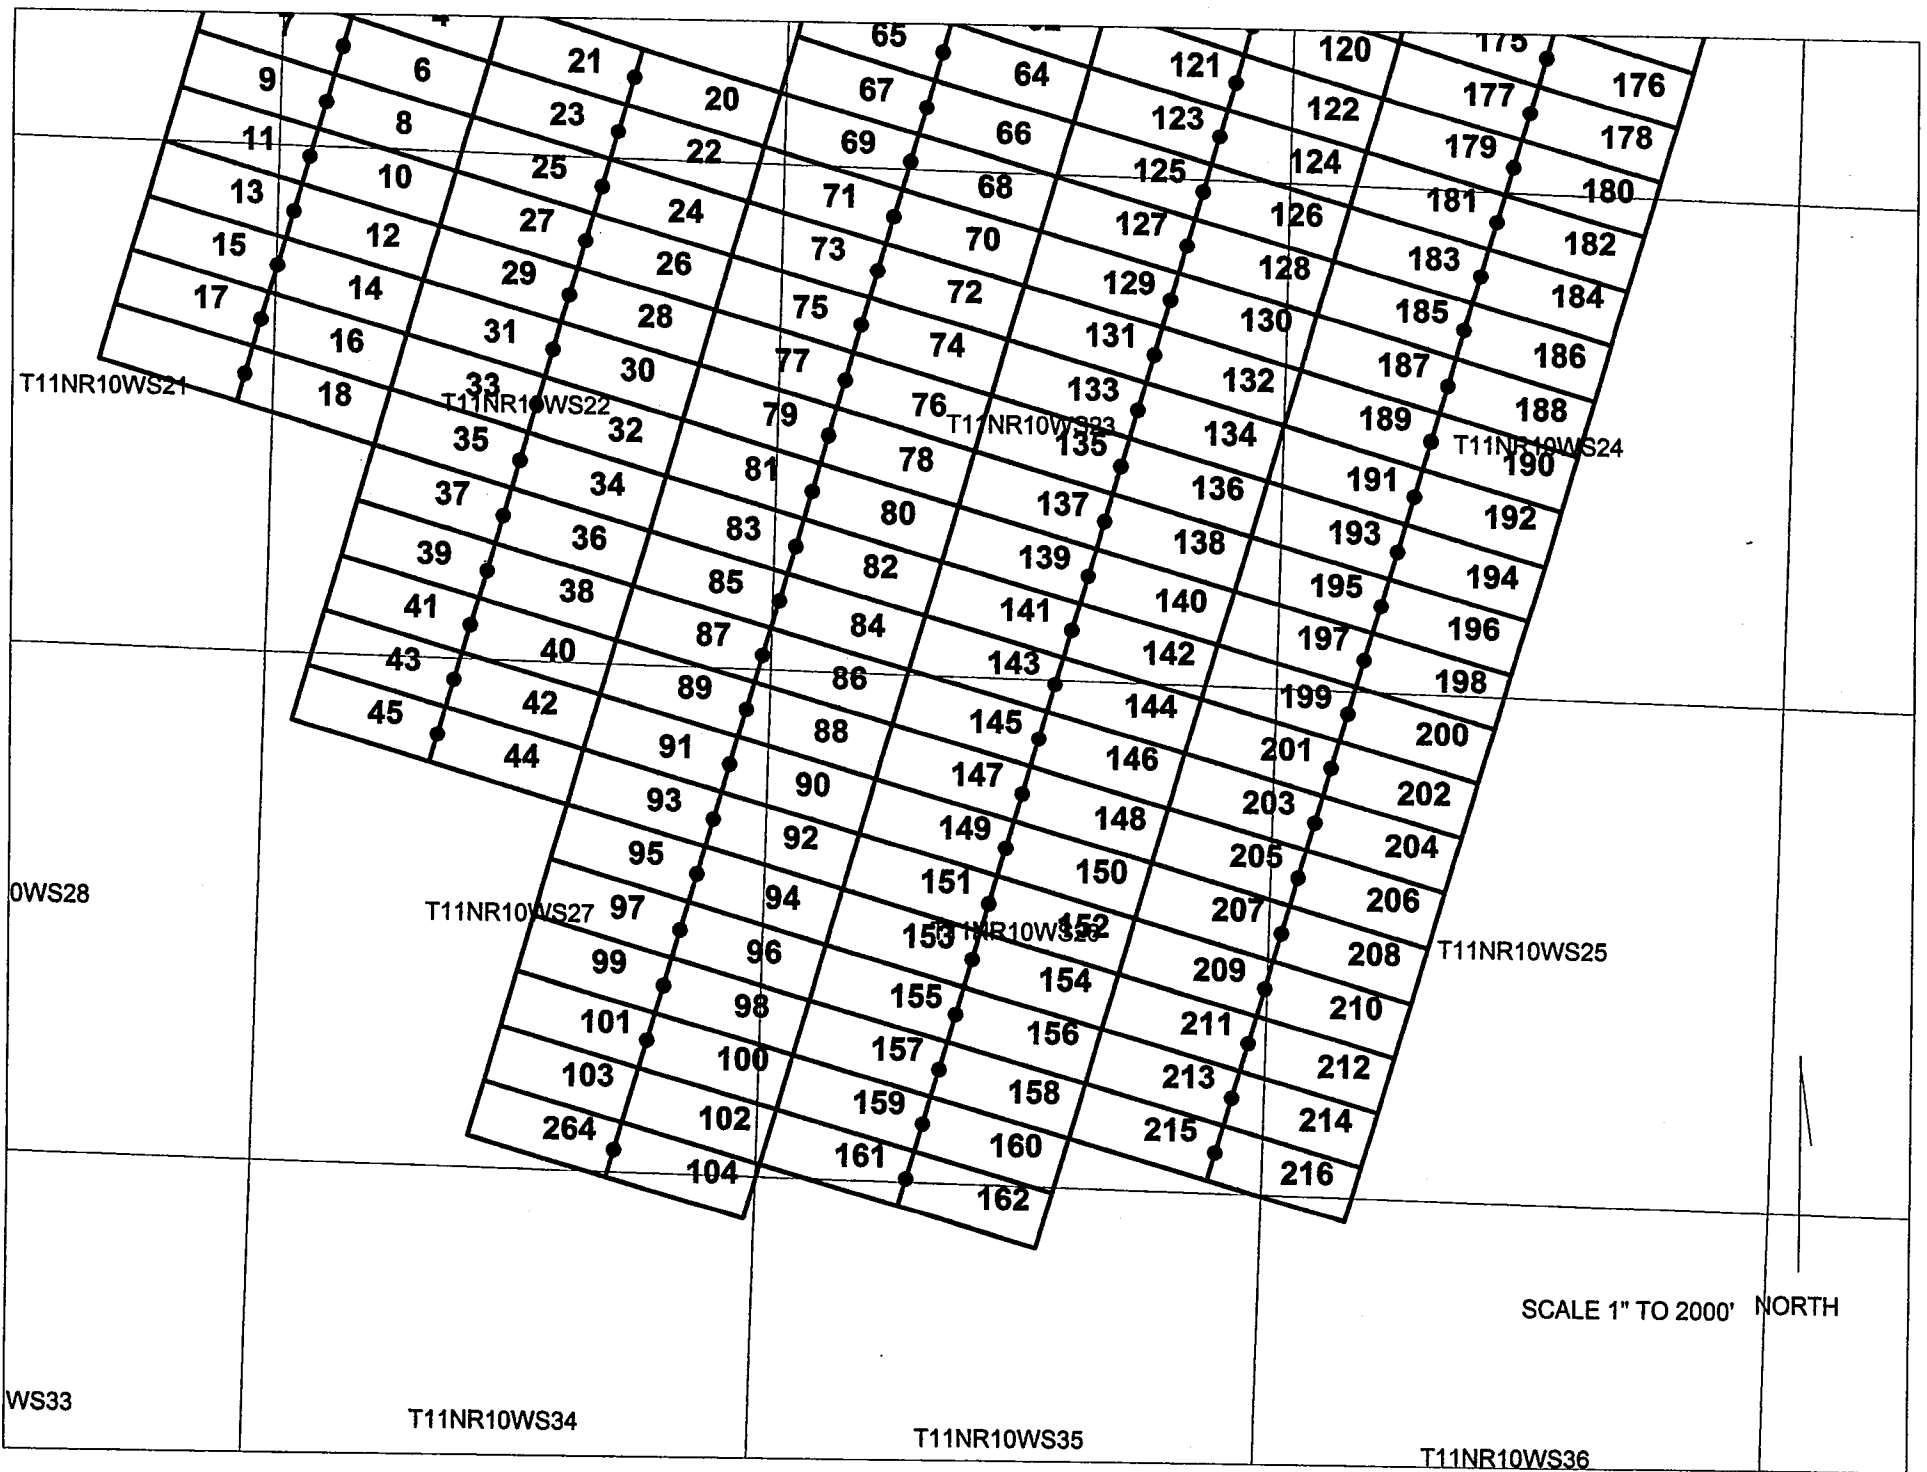 7 4 65 62 120 175
9 6 21 20 67 64 121 122 177 176
11 8 23 22 69 66 123 124 179 178
13 10 25 24 71 68 125 126 181 180
15 12 27 26 73 70 127 128 183 182
17 14 29 28 75 72 129 130 185 184
16 31 30 77 74 131 132 187 186
18 33 32 79 76 133 134 189 188
T11NR10WS21 T11NR10WS22 T11NR10WS23 T11NR10WS24
35 34 81 78 135 136 191 190
37 36 83 80 137 138 193 192
39 38 85 82 139 140 195 194
41 40 87 84 141 142 197 196
43 42 89 86 143 144 199 198
45 44 91 88 145 146 201 200
93 90 147 148 203 202
95 92 149 150 205 204
0WS28 T11NR10WS27 T11NR10WS26 T11NR10WS25
97 94 151 152 207 206
99 96 153 154 209 208
101 98 155 156 211 210
103 100 157 158 213 212
264 102 159 160 215 214
104 161 162 216
SCALE 1" TO 2000' NORTH
WS33 T11NR10WS34 T11NR10WS35 T11NR10WS36